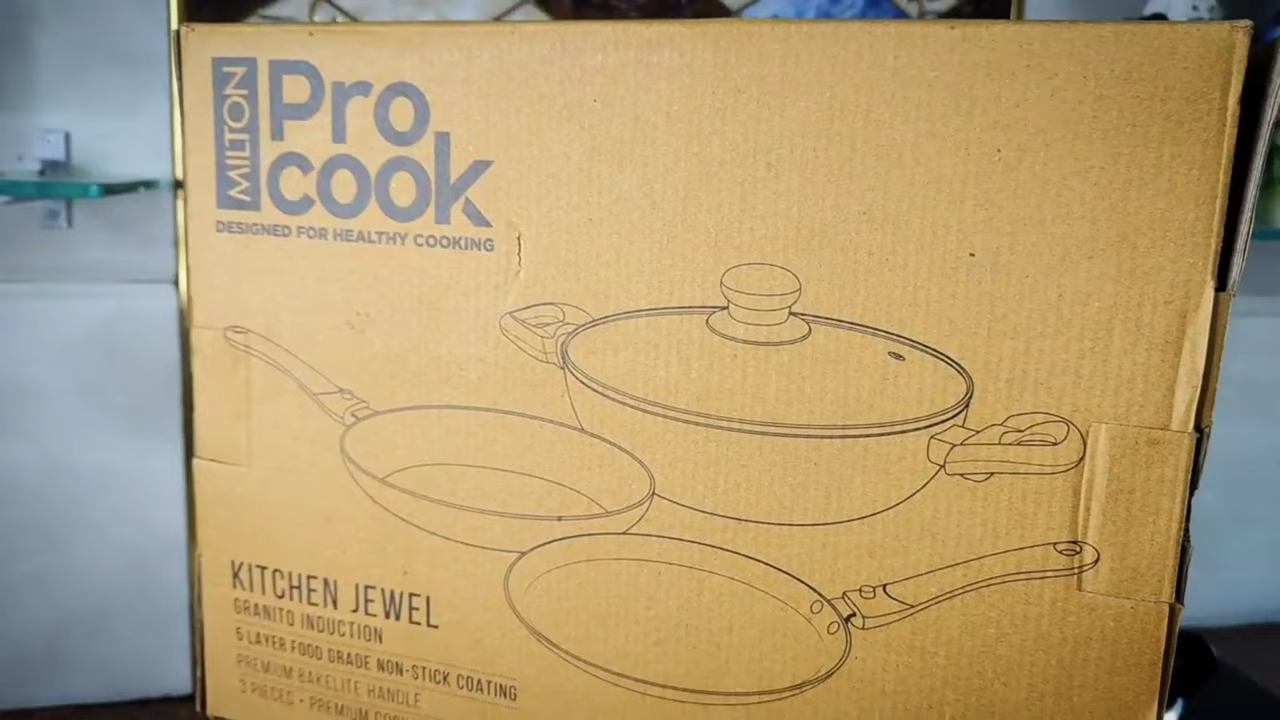 MILTON
Pro
cook
DESIGNED FOR HEALTHY COOKING
KITCHEN JEWEL
GRANITO INDUCTION
5 LAYER FOOD GRADE NON-STICK COATING
PREMIUM BAKELITE HANDLE
3 PIECES • PREMIUM